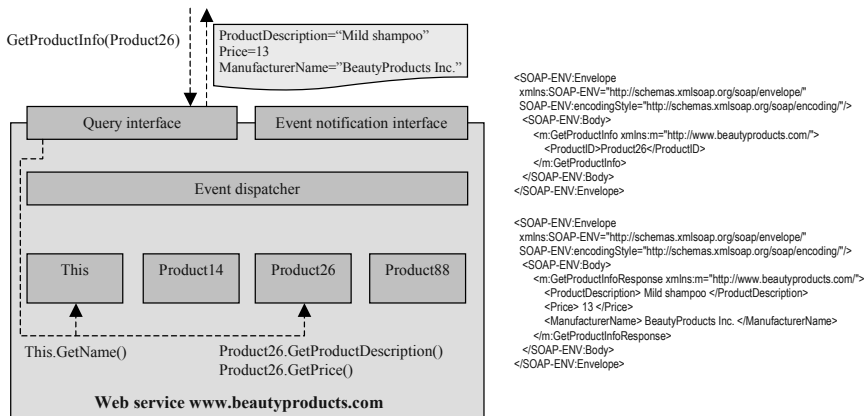 GetProductInfo(Product26)
ProductDescription=“Mild shampoo”
Price=13
ManufacturerName=”BeautyProducts Inc.”
Query interface
Event notification interface
Event dispatcher
This
Product14
Product26
Product88
This.GetName()
Product26.GetProductDescription()
Product26.GetPrice()
Web service www.beautyproducts.com
<SOAP-ENV:Envelope
xmlns:SOAP-ENV="http://schemas.xmlsoap.org/soap/envelope/"
SOAP-ENV:encodingStyle="http://schemas.xmlsoap.org/soap/encoding/"/>
<SOAP-ENV:Body>
<m:GetProductInfo xmlns:m="http://www.beautyproducts.com/">
<ProductID>Product26</ProductID>
</m:GetProductInfo>
</SOAP-ENV:Body>
</SOAP-ENV:Envelope>
<SOAP-ENV:Envelope
xmlns:SOAP-ENV="http://schemas.xmlsoap.org/soap/envelope/"
SOAP-ENV:encodingStyle="http://schemas.xmlsoap.org/soap/encoding/"/>
<SOAP-ENV:Body>
<m:GetProductInfoResponse xmlns:m="http://www.beautyproducts.com/">
<ProductDescription> Mild shampoo </ProductDescription>
<Price> 13 </Price>
<ManufacturerName> BeautyProducts Inc. </ManufacturerName>
</m:GetProductInfoResponse>
</SOAP-ENV:Body>
</SOAP-ENV:Envelope>